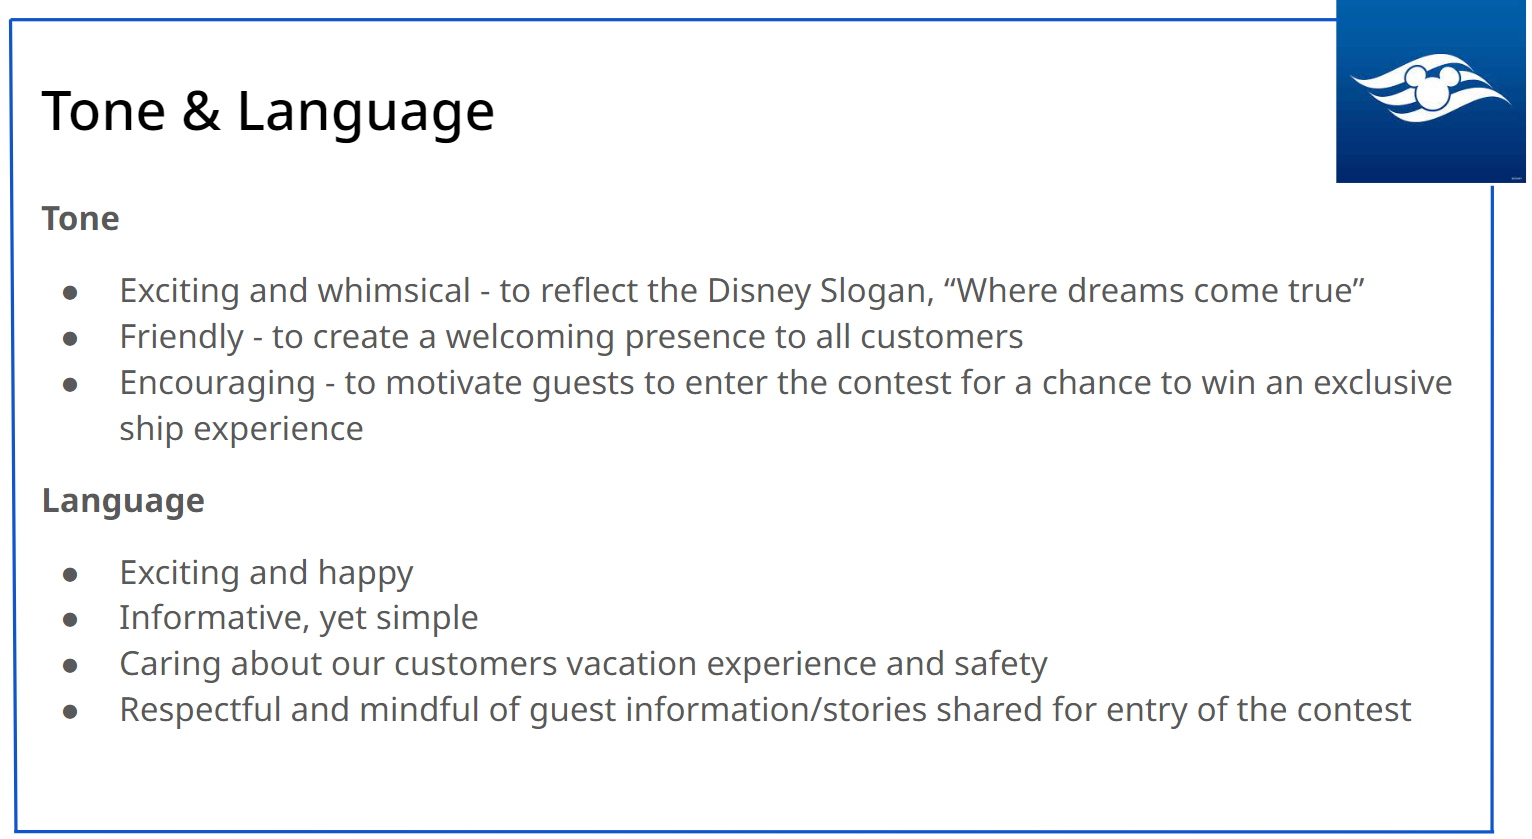 Tone & Language
Tone
● Exciting and whimsical - to reflect the Disney Slogan, “Where dreams come true”
● Friendly - to create a welcoming presence to all customers
● Encouraging - to motivate guests to enter the contest for a chance to win an exclusive
ship experience
Language
● Exciting and happy
● Informative, yet simple
● Caring about our customers vacation experience and safety
● Respectful and mindful of guest information/stories shared for entry of the contest